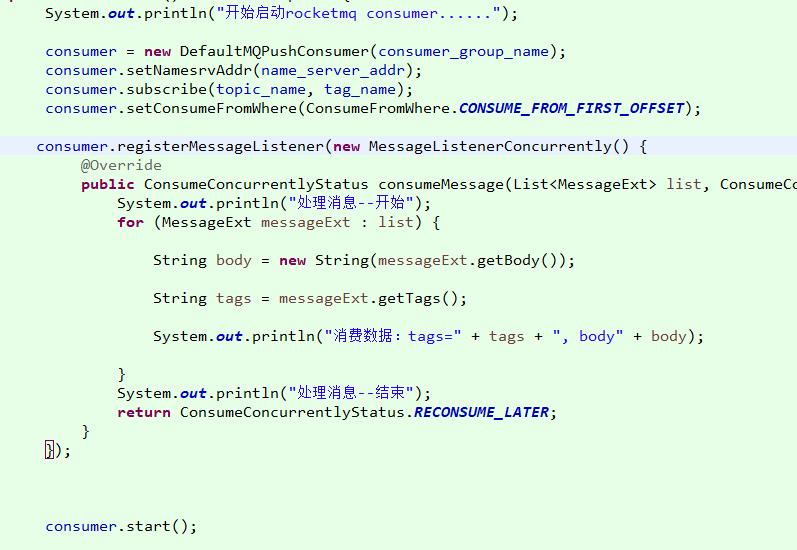 System.out.println("开始启动rocketmq consumer......");
consumer = new DefaultMQPushConsumer(consumer_group_name);
consumer.setNamesrvAddr(name_server_addr);
consumer.subscribe(topic_name, tag_name);
consumer.setConsumeFromWhere(ConsumeFromWhere.CONSUME_FROM_FIRST_OFFSET);
consumer.registerMessageListener(new MessageListenerConcurrently() {
@Override
public ConsumeConcurrentlyStatus consumeMessage(List<MessageExt> list, ConsumeCo
System.out.println("处理消息--开始");
for (MessageExt messageExt : list) {
String body = new String(messageExt.getBody());
String tags = messageExt.getTags();
System.out.println("消费数据：tags=" + tags + ", body" + body);
}
System.out.println("处理消息--结束");
return ConsumeConcurrentlyStatus.RECONSUME_LATER;
}
});
consumer.start();